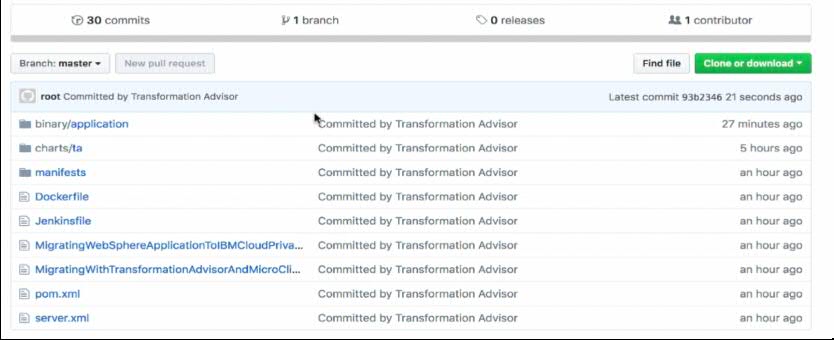 30 commits 1 branch 0 releases 1 contributor
Branch: master New pull request Find file Clone or download
root Committed by Transformation Advisor Latest commit 93b2346 21 seconds ago
binary/application Committed by Transformation Advisor 27 minutes ago
charts/ta Committed by Transformation Advisor 5 hours ago
manifests Committed by Transformation Advisor an hour ago
Dockerfile Committed by Transformation Advisor an hour ago
Jenkinsfile Committed by Transformation Advisor an hour ago
MigratingWebSphereApplicationToIBMCloudPriva... Committed by Transformation Advisor an hour ago
MigratingWithTransformationAdvisorAndMicroCli... Committed by Transformation Advisor an hour ago
pom.xml Committed by Transformation Advisor an hour ago
server.xml Committed by Transformation Advisor an hour ago